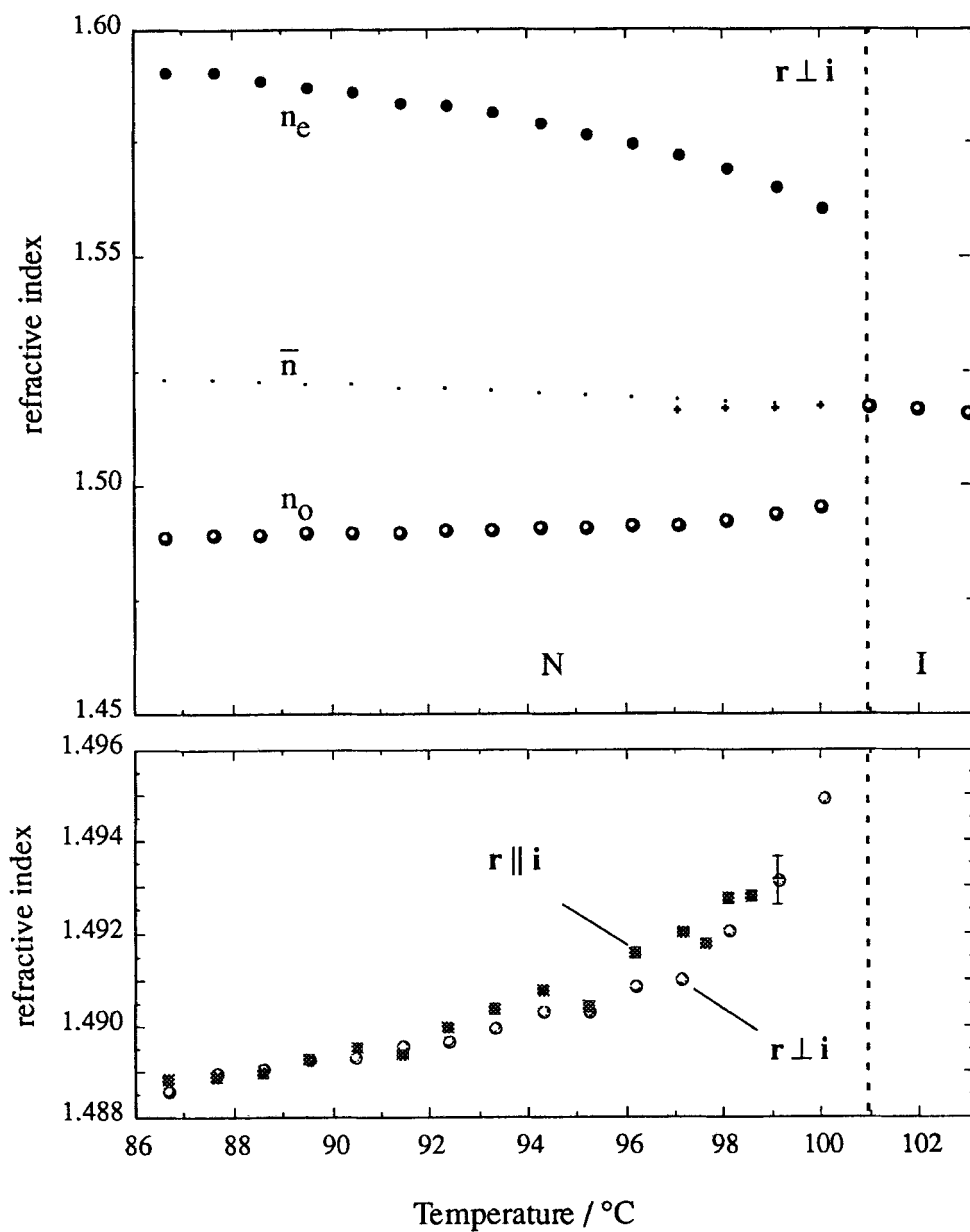 1.60
r ⊥ i
n_e
1.55
refractive index
n̅
1.50
n_o
N
I
1.45
1.496
1.494
r || i
1.492
refractive index
1.490
r ⊥ i
1.488
86 88 90 92 94 96 98 100 102
Temperature / °C